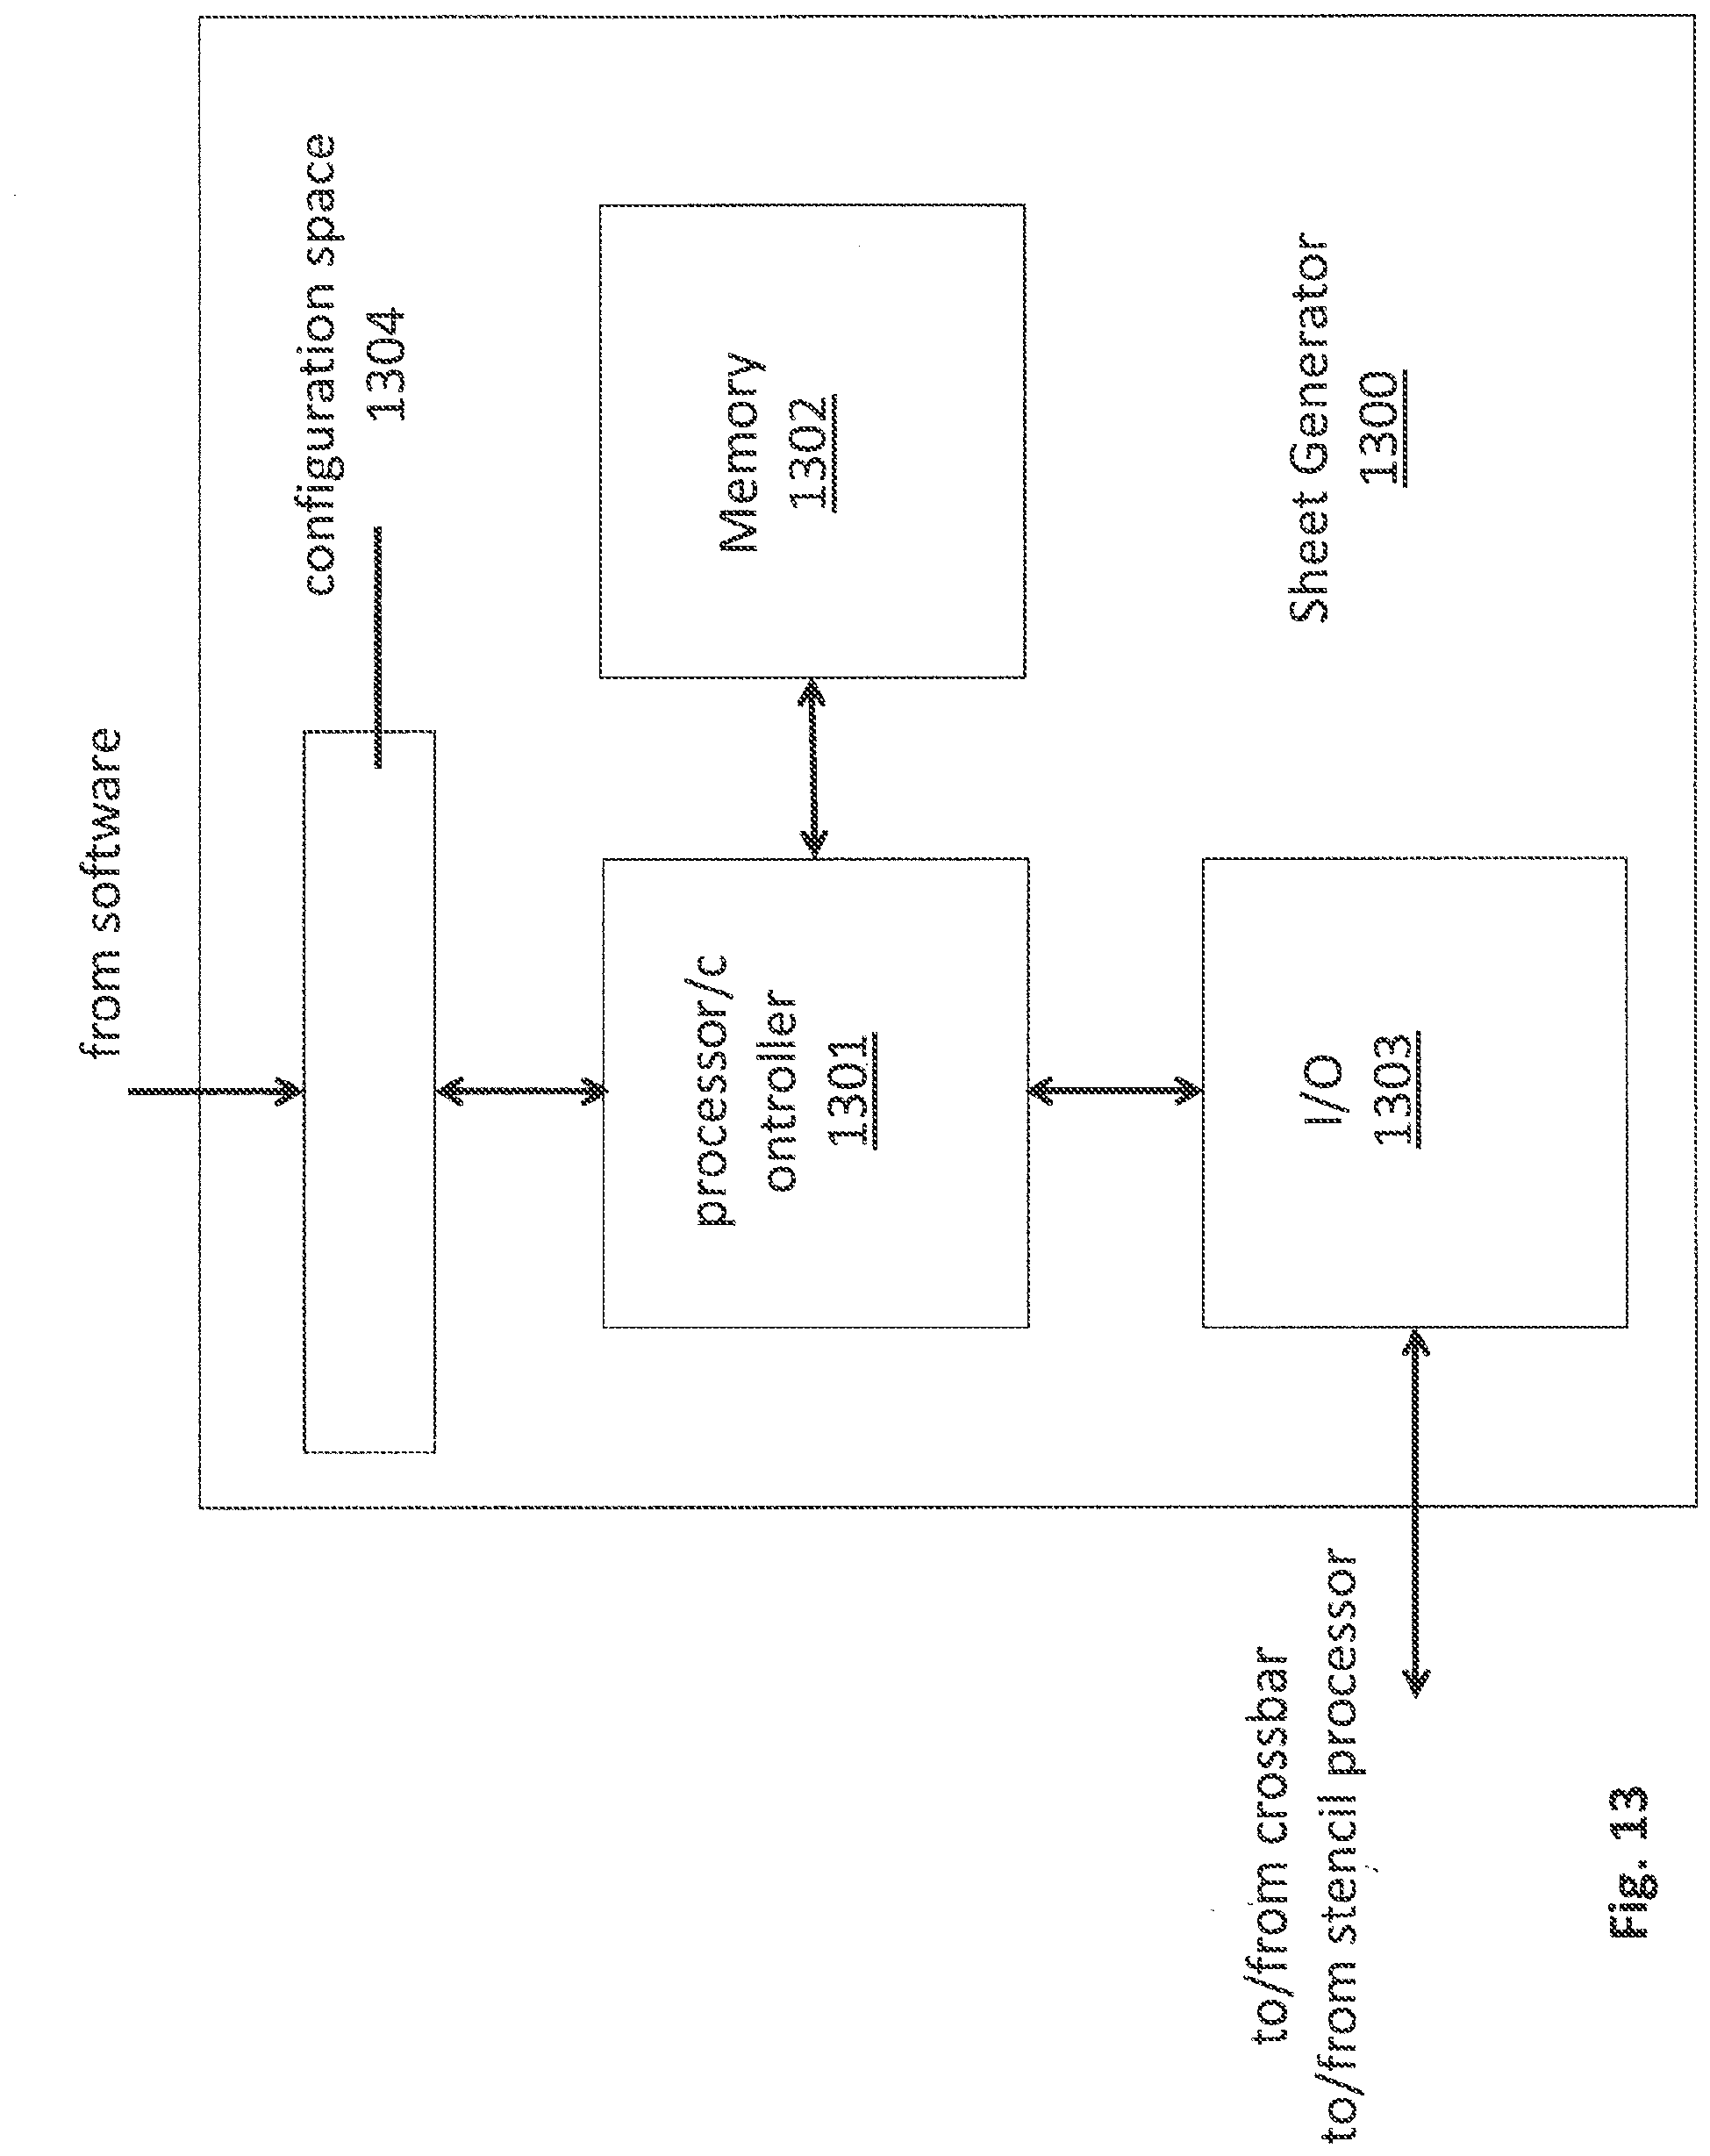 from software
configuration space
1304
processor/c
ontroller
1301
Memory
1302
I/O
1303
Sheet Generator
1300
to/from crossbar
to/from stencil processor
Fig. 13